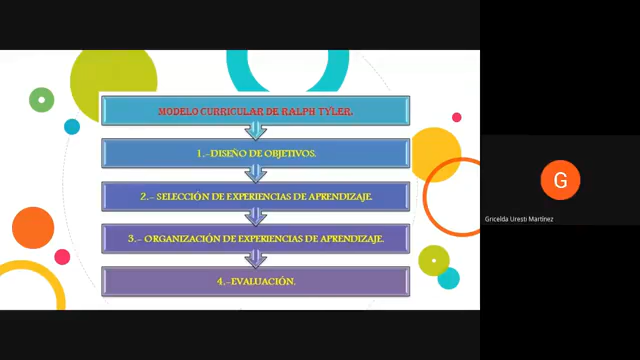 MODELO CURRICULAR DE RALPH TYLER.
1.-DISEÑO DE OBJETIVOS.
2.- SELECCIÓN DE EXPERIENCIAS DE APRENDIZAJE.
3.- ORGANIZACIÓN DE EXPERIENCIAS DE APRENDIZAJE.
4.-EVALUACIÓN.
G
Gricelda Uresti Martínez